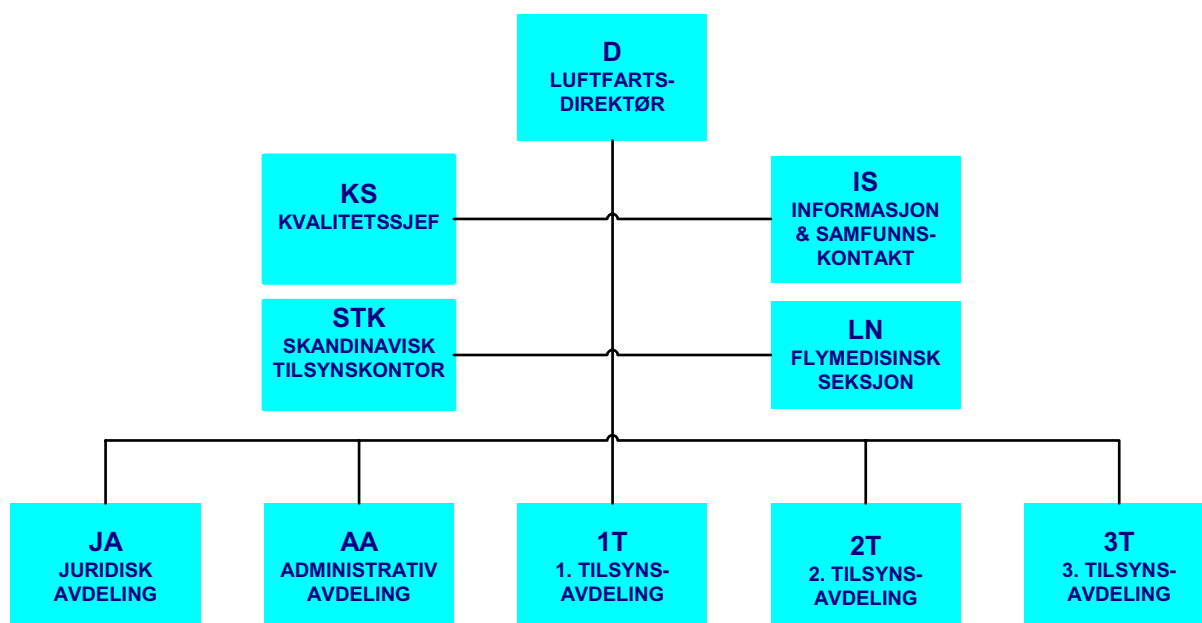 D
LUFTFARTS-
DIREKTØR
KS
KVALITETSSJEF
IS
INFORMASJON
& SAMFUNNS-
KONTAKT
STK
SKANDINAVISK
TILSYNSKONTOR
LN
FLYMEDISINSK
SEKSJON
JA
JURIDISK
AVDELING
AA
ADMINISTRATIV
AVDELING
1T
1. TILSYNS-
AVDELING
2T
2. TILSYNS-
AVDELING
3T
3. TILSYNS-
AVDELING